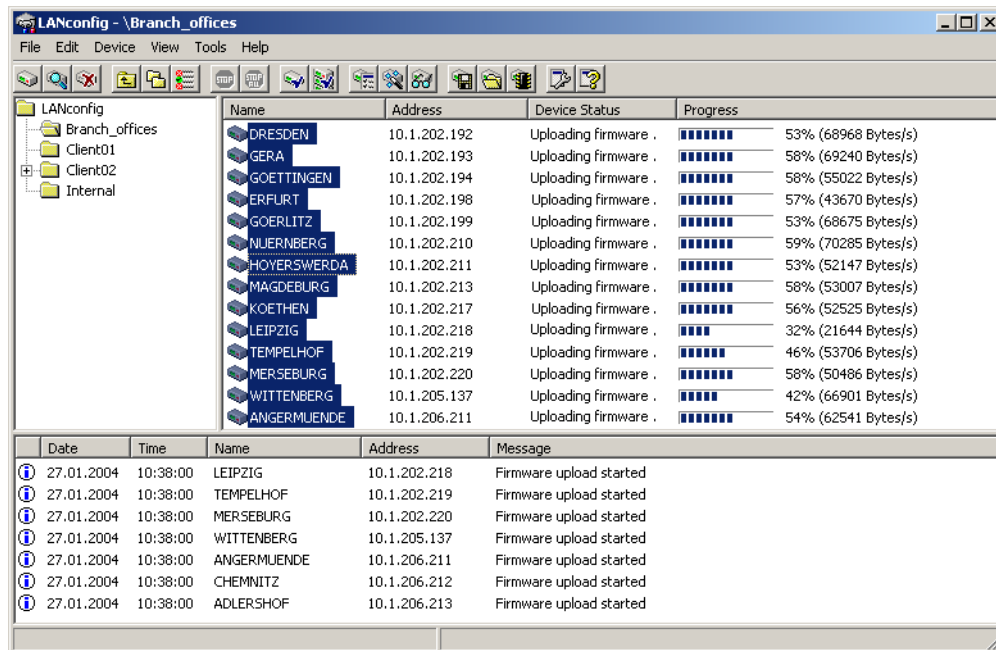 LANconfig - \Branch_offices
File Edit Device View Tools Help
STOP STOP ALL
LANconfig
Branch_offices
Client01
Client02
Internal
Name Address Device Status Progress
DRESDEN 10.1.202.192 Uploading firmware . 53% (68968 Bytes/s)
GERA 10.1.202.193 Uploading firmware . 58% (69240 Bytes/s)
GOETTINGEN 10.1.202.194 Uploading firmware . 58% (55022 Bytes/s)
ERFURT 10.1.202.198 Uploading firmware . 57% (43670 Bytes/s)
GOERLITZ 10.1.202.199 Uploading firmware . 53% (68675 Bytes/s)
NUERNBERG 10.1.202.210 Uploading firmware . 59% (70285 Bytes/s)
HOYERSWERDA 10.1.202.211 Uploading firmware . 53% (52147 Bytes/s)
MAGDEBURG 10.1.202.213 Uploading firmware . 58% (53007 Bytes/s)
KOETHEN 10.1.202.217 Uploading firmware . 56% (52525 Bytes/s)
LEIPZIG 10.1.202.218 Uploading firmware . 32% (21644 Bytes/s)
TEMPELHOF 10.1.202.219 Uploading firmware . 46% (53706 Bytes/s)
MERSEBURG 10.1.202.220 Uploading firmware . 58% (50486 Bytes/s)
WITTENBERG 10.1.205.137 Uploading firmware . 42% (66901 Bytes/s)
ANGERMUENDE 10.1.206.211 Uploading firmware . 54% (62541 Bytes/s)
Date Time Name Address Message
27.01.2004 10:38:00 LEIPZIG 10.1.202.218 Firmware upload started
27.01.2004 10:38:00 TEMPELHOF 10.1.202.219 Firmware upload started
27.01.2004 10:38:00 MERSEBURG 10.1.202.220 Firmware upload started
27.01.2004 10:38:00 WITTENBERG 10.1.205.137 Firmware upload started
27.01.2004 10:38:00 ANGERMUENDE 10.1.206.211 Firmware upload started
27.01.2004 10:38:00 CHEMNITZ 10.1.206.212 Firmware upload started
27.01.2004 10:38:00 ADLERSHOF 10.1.206.213 Firmware upload started